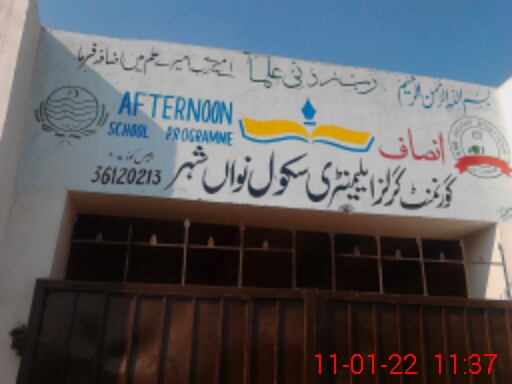 بسم اللہ الرحمن الرحیم
رب زدنی علما اے میرے رب میرے علم میں اضافہ فرما
AFTERNOON
SCHOOL PROGRAMME
انصاف
گورنمنٹ گرلز ایلیمنٹری سکول نواں شہر
36120213
11-01-22 11:37